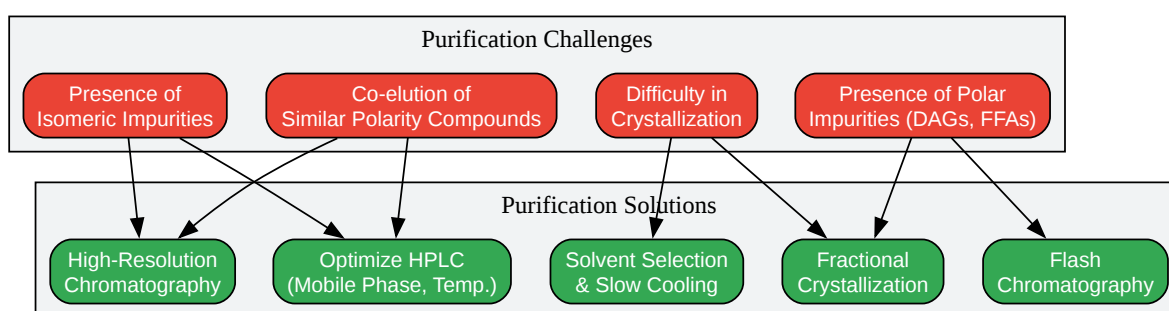 Purification Challenges
Presence of
Isomeric Impurities
Co-elution of
Similar Polarity Compounds
Difficulty in
Crystallization
Presence of Polar
Impurities (DAGs, FFAs)
Purification Solutions
High-Resolution
Chromatography
Optimize HPLC
(Mobile Phase, Temp.)
Solvent Selection
& Slow Cooling
Fractional
Crystallization
Flash
Chromatography